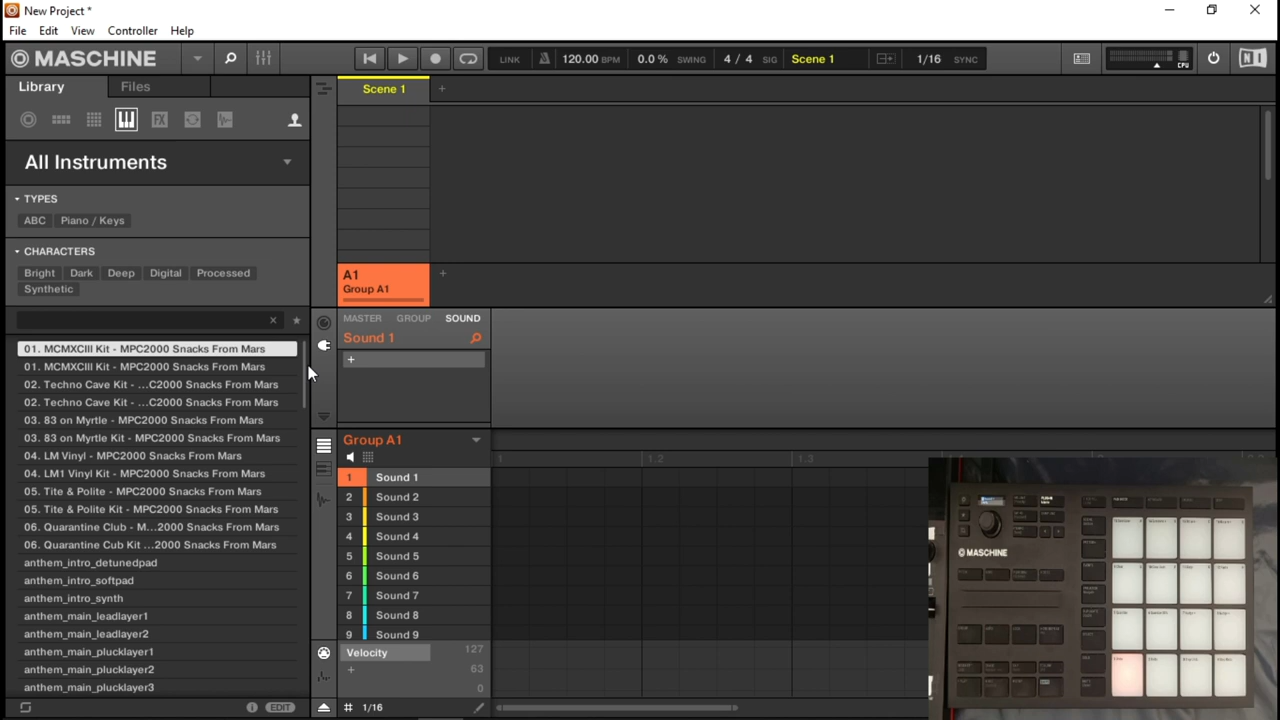 New Project *
File Edit View Controller Help
MASCHINE LINK 120.00 BPM 0.0 % SWING 4 / 4 SIG Scene 1 1/16 SYNC CPU
Library Files Scene 1 +
All Instruments
TYPES
ABC Piano / Keys
CHARACTERS
Bright Dark Deep Digital Processed
Synthetic
A1 +
Group A1
MASTER GROUP SOUND
Sound 1
+
01. MCMXCIII Kit - MPC2000 Snacks From Mars
01. MCMXCIII Kit - MPC2000 Snacks From Mars
02. Techno Cave Kit - ...C2000 Snacks From Mars
02. Techno Cave Kit - ...C2000 Snacks From Mars
03. 83 on Myrtle - MPC2000 Snacks From Mars
03. 83 on Myrtle Kit - MPC2000 Snacks From Mars
04. LM Vinyl - MPC2000 Snacks From Mars
04. LM1 Vinyl Kit - MPC2000 Snacks From Mars
05. Tite & Polite - MPC2000 Snacks From Mars
05. Tite & Polite Kit - MPC2000 Snacks From Mars
06. Quarantine Club - M...2000 Snacks From Mars
06. Quarantine Cub Kit ...2000 Snacks From Mars
anthem_intro_detunedpad
anthem_intro_softpad
anthem_intro_synth
anthem_main_leadlayer1
anthem_main_leadlayer2
anthem_main_plucklayer1
anthem_main_plucklayer2
anthem_main_plucklayer3
EDIT
Group A1
1 1.2 1.3
1 Sound 1
2 Sound 2
3 Sound 3
4 Sound 4
5 Sound 5
6 Sound 6
7 Sound 7
8 Sound 8
9 Sound 9
Velocity 127
+ 63
0
1/16
MASCHINE